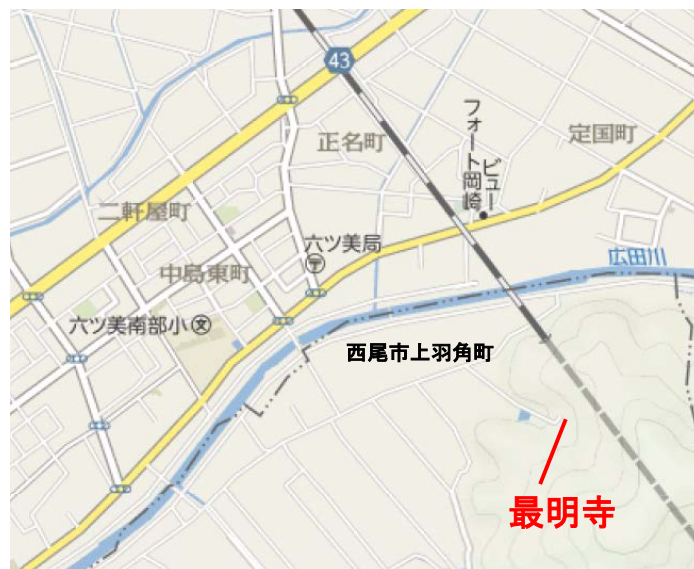 43
正名町
定国町
フォート岡崎
ビュー
二軒屋町
六ツ美局
広田川
中島東町
六ツ美南部小
文
西尾市上羽角町
最明寺